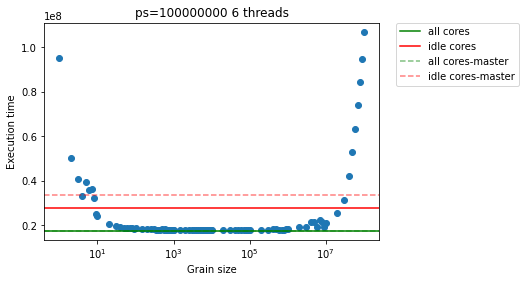 ps=100000000 6 threads
1e8
1.0
0.8
0.6
0.4
0.2
Execution time
10^1
10^3
10^5
10^7
Grain size
all cores
idle cores
all cores-master
idle cores-master